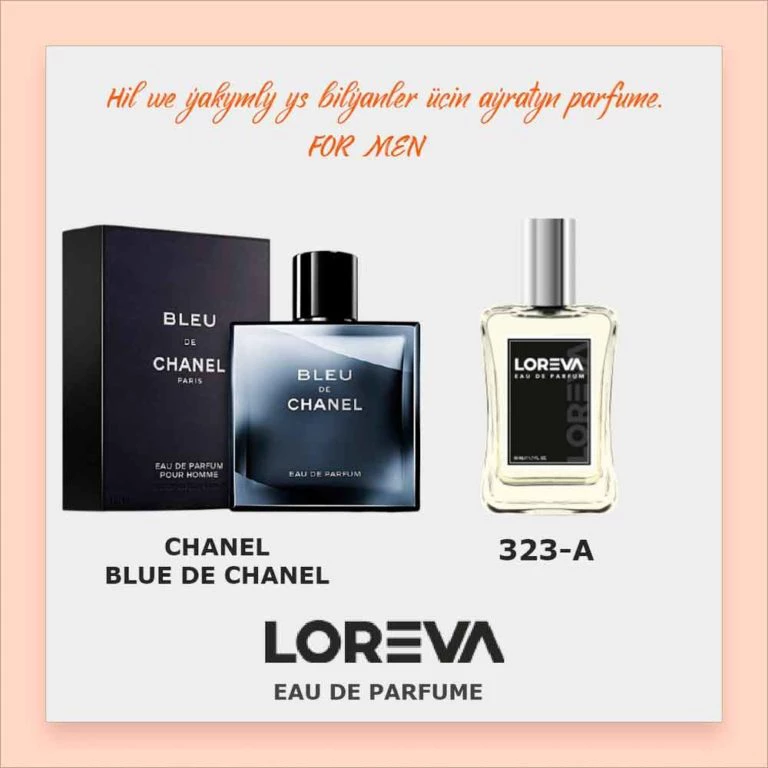 Hil we ýakymly ys bilýanler üçin aýratyn parfume.
FOR MEN
BLEU
DE
CHANEL
PARIS
EAU DE PARFUM
POUR HOMME
BLEU
DE
CHANEL
EAU DE PARFUM
LOREVA
EAU DE PARFUM
LOREVA
CHANEL
BLUE DE CHANEL
323-A
LOREVA
EAU DE PARFUME